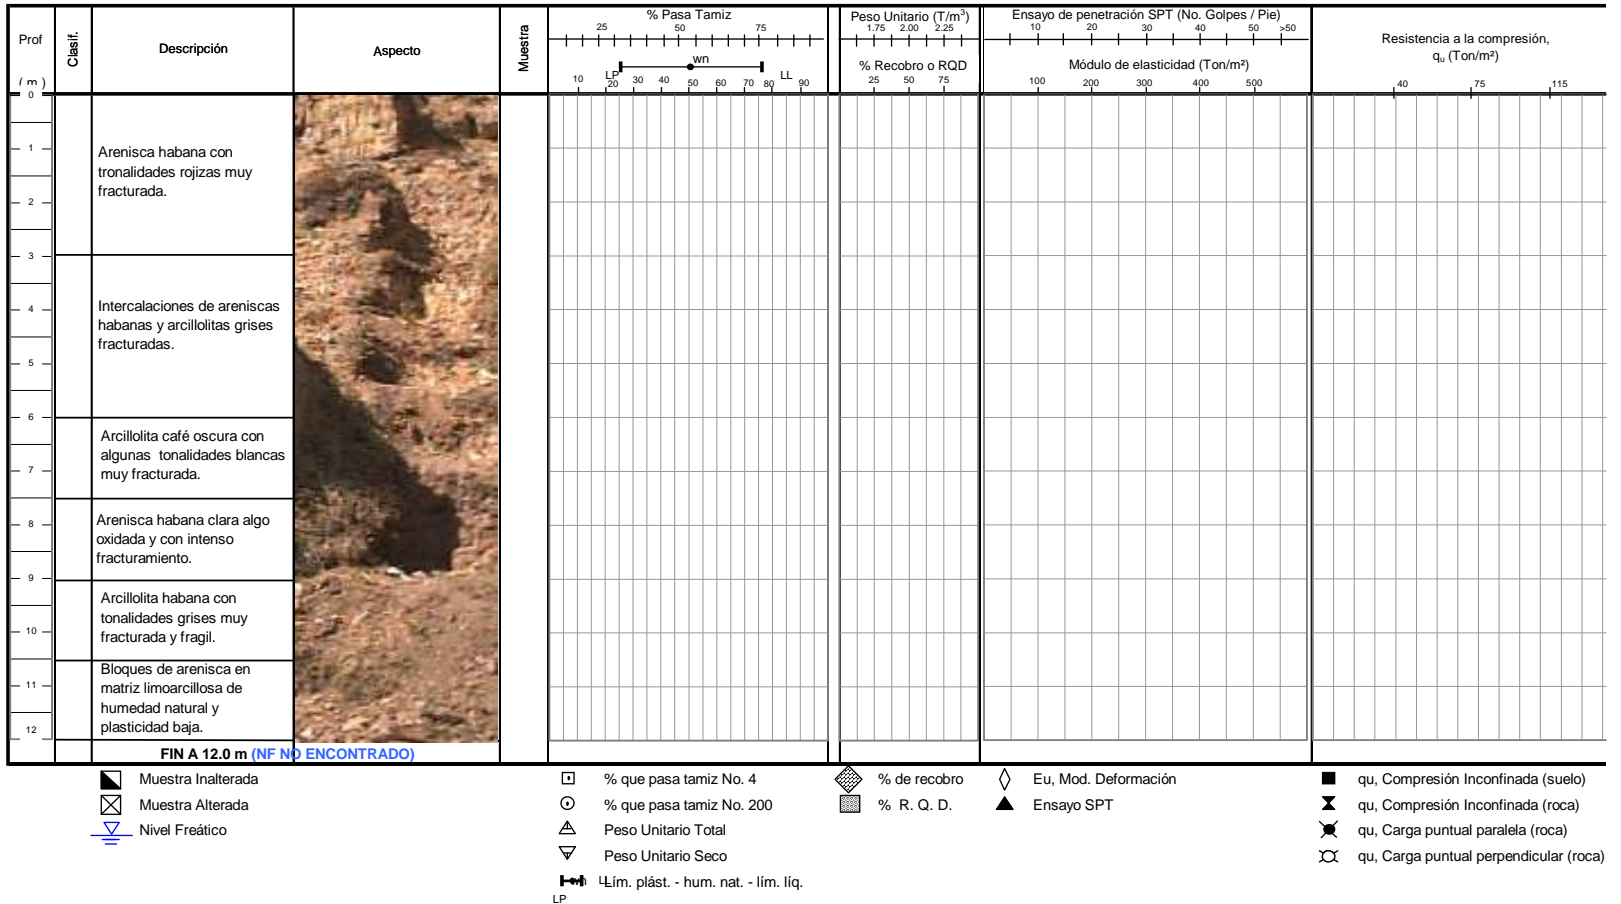 Prof
( m )
Clasif.
Descripción
Aspecto
Muestra
% Pasa Tamiz
25 50 75
wn
LP LL
10 20 30 40 50 60 70 80 90
Peso Unitario (T/m³)
1.75 2.00 2.25
% Recobro o RQD
25 50 75
Ensayo de penetración SPT (No. Golpes / Pie)
10 20 30 40 50 >50
Módulo de elasticidad (Ton/m²)
100 200 300 400 500
Resistencia a la compresión,
qᵤ (Ton/m²)
40 75 115
0
1
2
3
4
5
6
7
8
9
10
11
12
Arenisca habana con
tronalidades rojizas muy
fracturada.
Intercalaciones de areniscas
habanas y arcillolitas grises
fracturadas.
Arcillolita café oscura con
algunas tonalidades blancas
muy fracturada.
Arenisca habana clara algo
oxidada y con intenso
fracturamiento.
Arcillolita habana con
tonalidades grises muy
fracturada y fragil.
Bloques de arenisca en
matriz limoarcillosa de
humedad natural y
plasticidad baja.
FIN A 12.0 m (NF NO ENCONTRADO)
Muestra Inalterada
Muestra Alterada
Nivel Freático
% que pasa tamiz No. 4
% que pasa tamiz No. 200
Peso Unitario Total
Peso Unitario Seco
wn LL Lím. plást. - hum. nat. - lím. líq.
LP
% de recobro
% R. Q. D.
Eu, Mod. Deformación
Ensayo SPT
qu, Compresión Inconfinada (suelo)
qu, Compresión Inconfinada (roca)
qu, Carga puntual paralela (roca)
qu, Carga puntual perpendicular (roca)